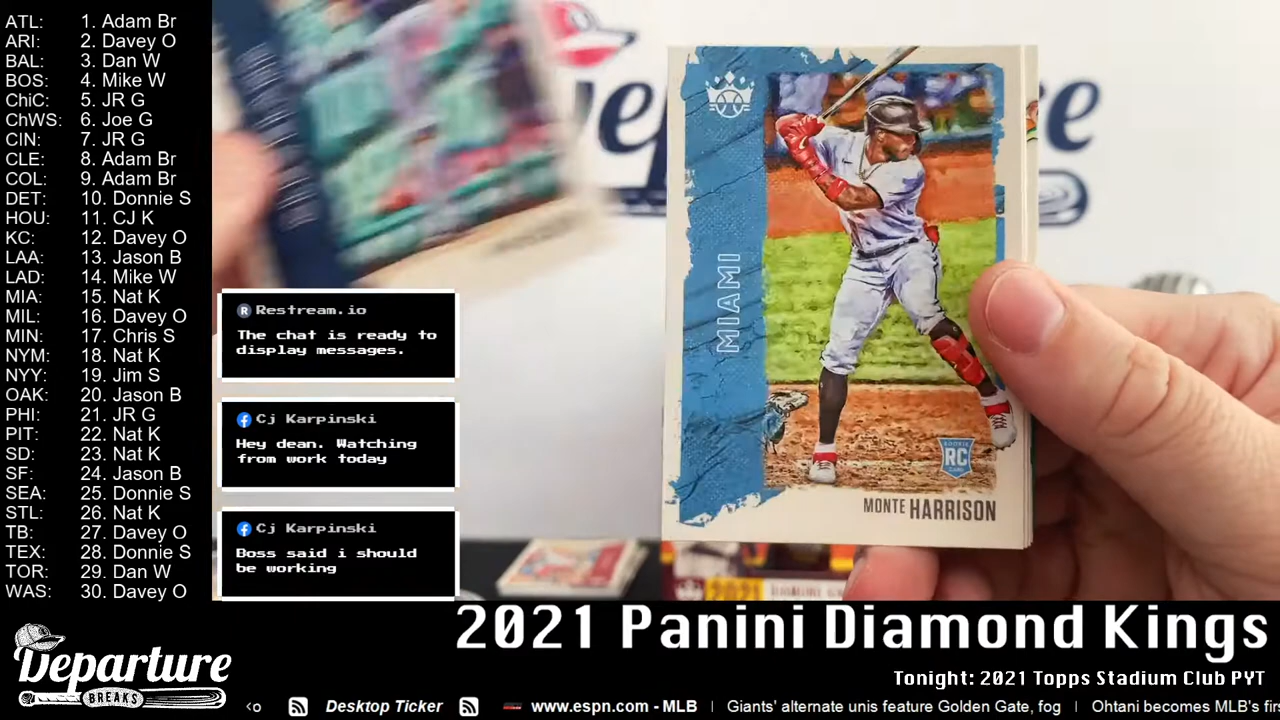 ATL: 1. Adam Br
ARI: 2. Davey O
BAL: 3. Dan W
BOS: 4. Mike W
ChiC: 5. JR G
ChWS: 6. Joe G
CIN: 7. JR G
CLE: 8. Adam Br
COL: 9. Adam Br
DET: 10. Donnie S
HOU: 11. CJ K
KC: 12. Davey O
LAA: 13. Jason B
LAD: 14. Mike W
MIA: 15. Nat K
MIL: 16. Davey O
MIN: 17. Chris S
NYM: 18. Nat K
NYY: 19. Jim S
OAK: 20. Jason B
PHI: 21. JR G
PIT: 22. Nat K
SD: 23. Nat K
SF: 24. Jason B
SEA: 25. Donnie S
STL: 26. Nat K
TB: 27. Davey O
TEX: 28. Donnie S
TOR: 29. Dan W
WAS: 30. Davey O
Restream.io
The chat is ready to
display messages.
Cj Karpinski
Hey dean. Watching
from work today
Cj Karpinski
Boss said i should
be working
MIAMI
ROOKIE
RC
MONTE HARRISON
2021
2021 Panini Diamond Kings
Tonight: 2021 Topps Stadium Club PYT
Departure
BREAKS
Desktop Ticker
www.espn.com - MLB | Giants' alternate unis feature Golden Gate, fog | Ohtani becomes MLB's firs